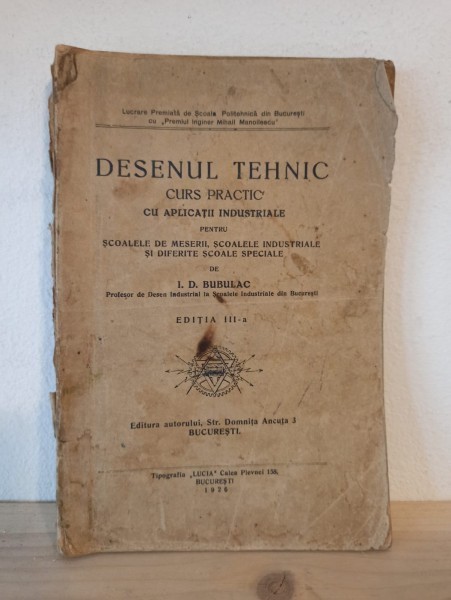 Lucrare Premiată de Școala Politehnică din București
cu „Premiul Inginer Mihail Manoilescu”
DESENUL TEHNIC
CURS PRACTIC
CU APLICAȚII INDUSTRIALE
PENTRU
ȘCOALELE DE MESERII, ȘCOALELE INDUSTRIALE
ȘI DIFERITE ȘCOALE SPECIALE
DE
I. D. BUBULAC
Profesor de Desen Industrial la Școalele Industriale din București
EDIȚIA III-a
Editura autorului, Str. Domnița Ancuța 3
BUCUREȘTI.
Tipografia „LUCIA” Calea Plevnei 136,
BUCUREȘTI